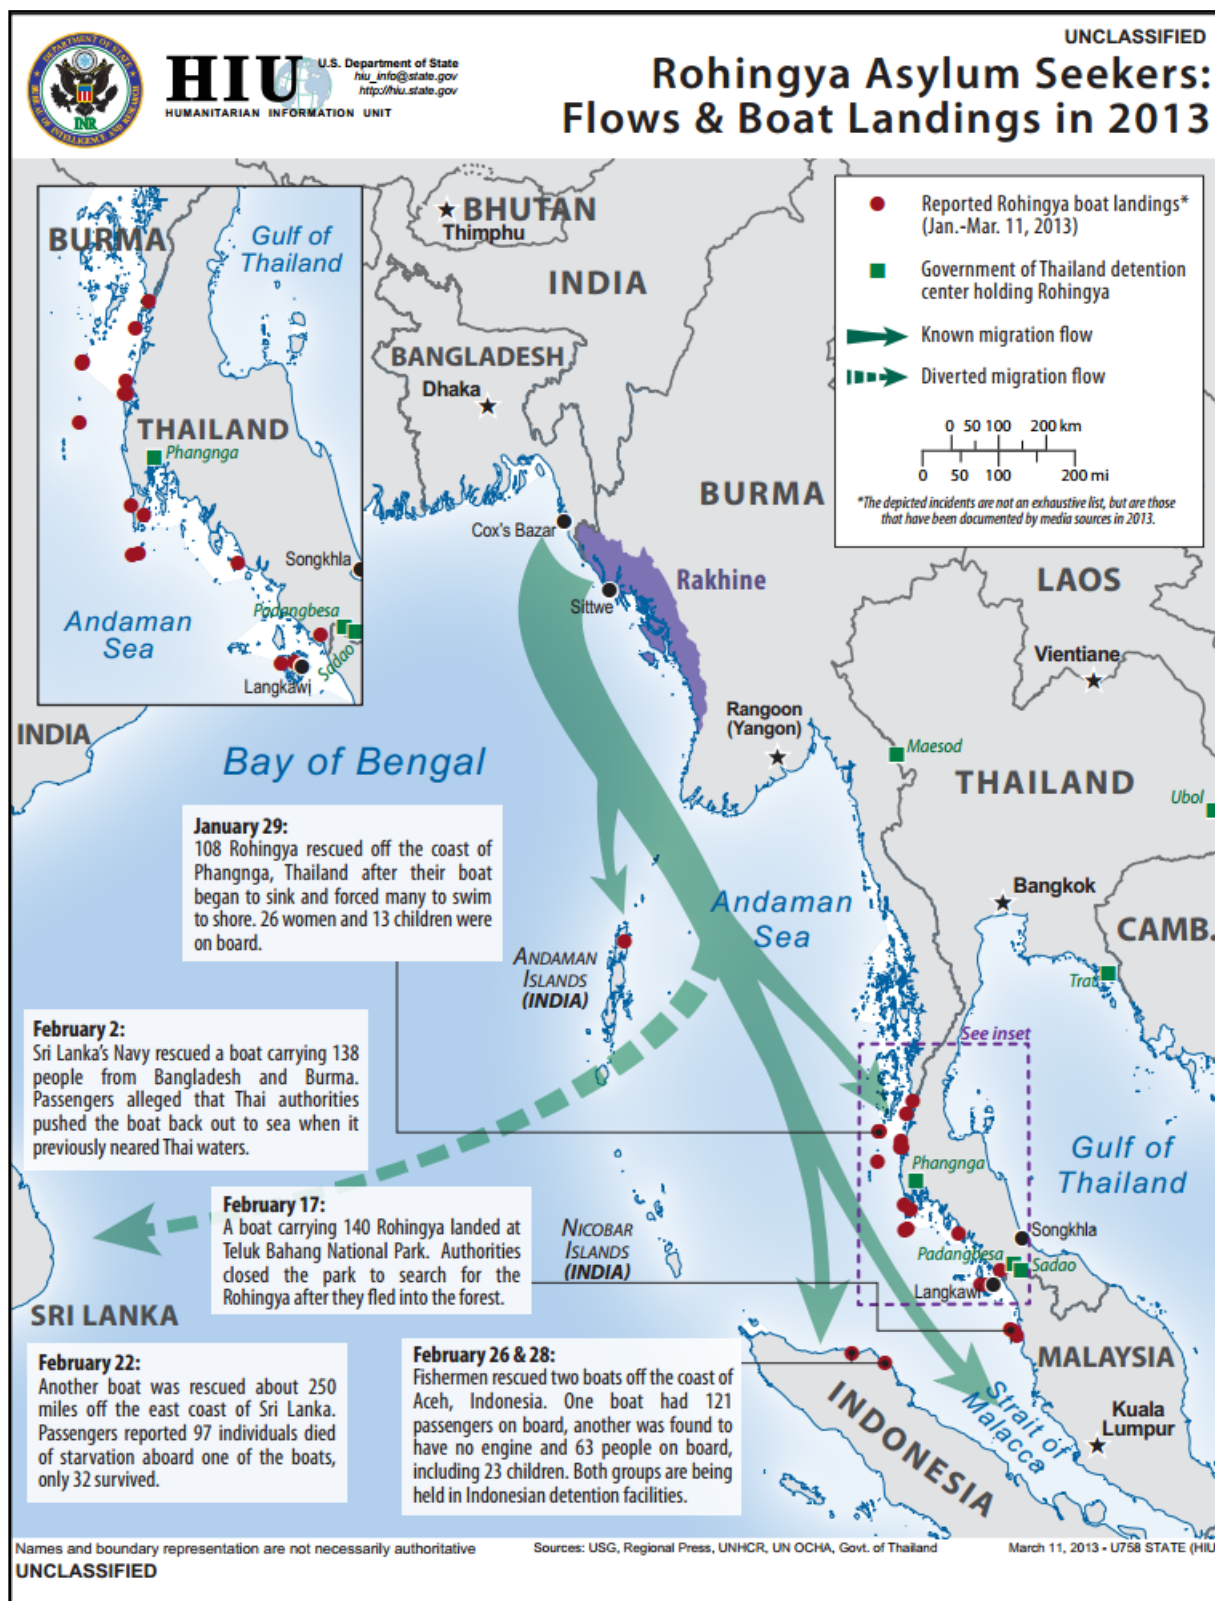 UNCLASSIFIED
HIU
U.S. Department of State
hiu_info@state.gov
http://hiu.state.gov
HUMANITARIAN INFORMATION UNIT
DEPARTMENT OF STATE
BUREAU OF INTELLIGENCE AND RESEARCH
INR
Rohingya Asylum Seekers:
Flows & Boat Landings in 2013
Reported Rohingya boat landings*
(Jan.-Mar. 11, 2013)
Government of Thailand detention
center holding Rohingya
Known migration flow
Diverted migration flow
0 50 100 200 km
0 50 100 200 mi
*The depicted incidents are not an exhaustive list, but are those
that have been documented by media sources in 2013.
BURMA
Gulf of
Thailand
THAILAND
Phangnga
Songkhla
Andaman
Sea
Padangbesa
Sadao
Langkawi
BHUTAN
Thimphu
INDIA
BANGLADESH
Dhaka
BURMA
Cox's Bazar
Rakhine
Sittwe
LAOS
Vientiane
Rangoon
(Yangon)
INDIA
Bay of Bengal
Maesod
THAILAND
Ubol
January 29:
108 Rohingya rescued off the coast of
Phangnga, Thailand after their boat
began to sink and forced many to swim
to shore. 26 women and 13 children were
on board.
Bangkok
Andaman
Sea
CAMB.
ANDAMAN
ISLANDS
(INDIA)
Trat
February 2:
Sri Lanka's Navy rescued a boat carrying 138
people from Bangladesh and Burma.
Passengers alleged that Thai authorities
pushed the boat back out to sea when it
previously neared Thai waters.
See inset
Gulf of
Thailand
Phangnga
February 17:
A boat carrying 140 Rohingya landed at
Teluk Bahang National Park. Authorities
closed the park to search for the
Rohingya after they fled into the forest.
NICOBAR
ISLANDS
(INDIA)
Songkhla
Padangbesa
Sadao
Langkawi
SRI LANKA
February 22:
Another boat was rescued about 250
miles off the east coast of Sri Lanka.
Passengers reported 97 individuals died
of starvation aboard one of the boats,
only 32 survived.
February 26 & 28:
Fishermen rescued two boats off the coast of
Aceh, Indonesia. One boat had 121
passengers on board, another was found to
have no engine and 63 people on board,
including 23 children. Both groups are being
held in Indonesian detention facilities.
INDONESIA
Strait of
Malacca
MALAYSIA
Kuala
Lumpur
Names and boundary representation are not necessarily authoritative
Sources: USG, Regional Press, UNHCR, UN OCHA, Govt. of Thailand
March 11, 2013 - U758 STATE (HIU
UNCLASSIFIED